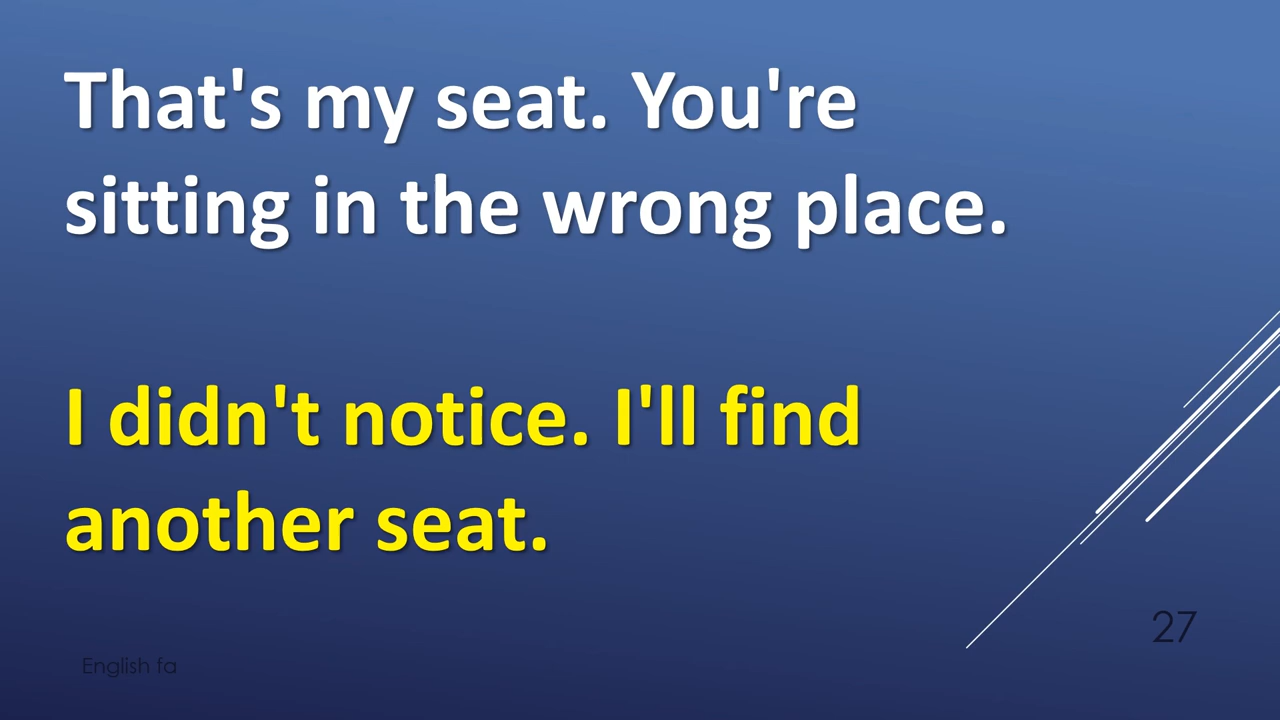 That's my seat. You're
sitting in the wrong place.
I didn't notice. I'll find
another seat.
27
English fa